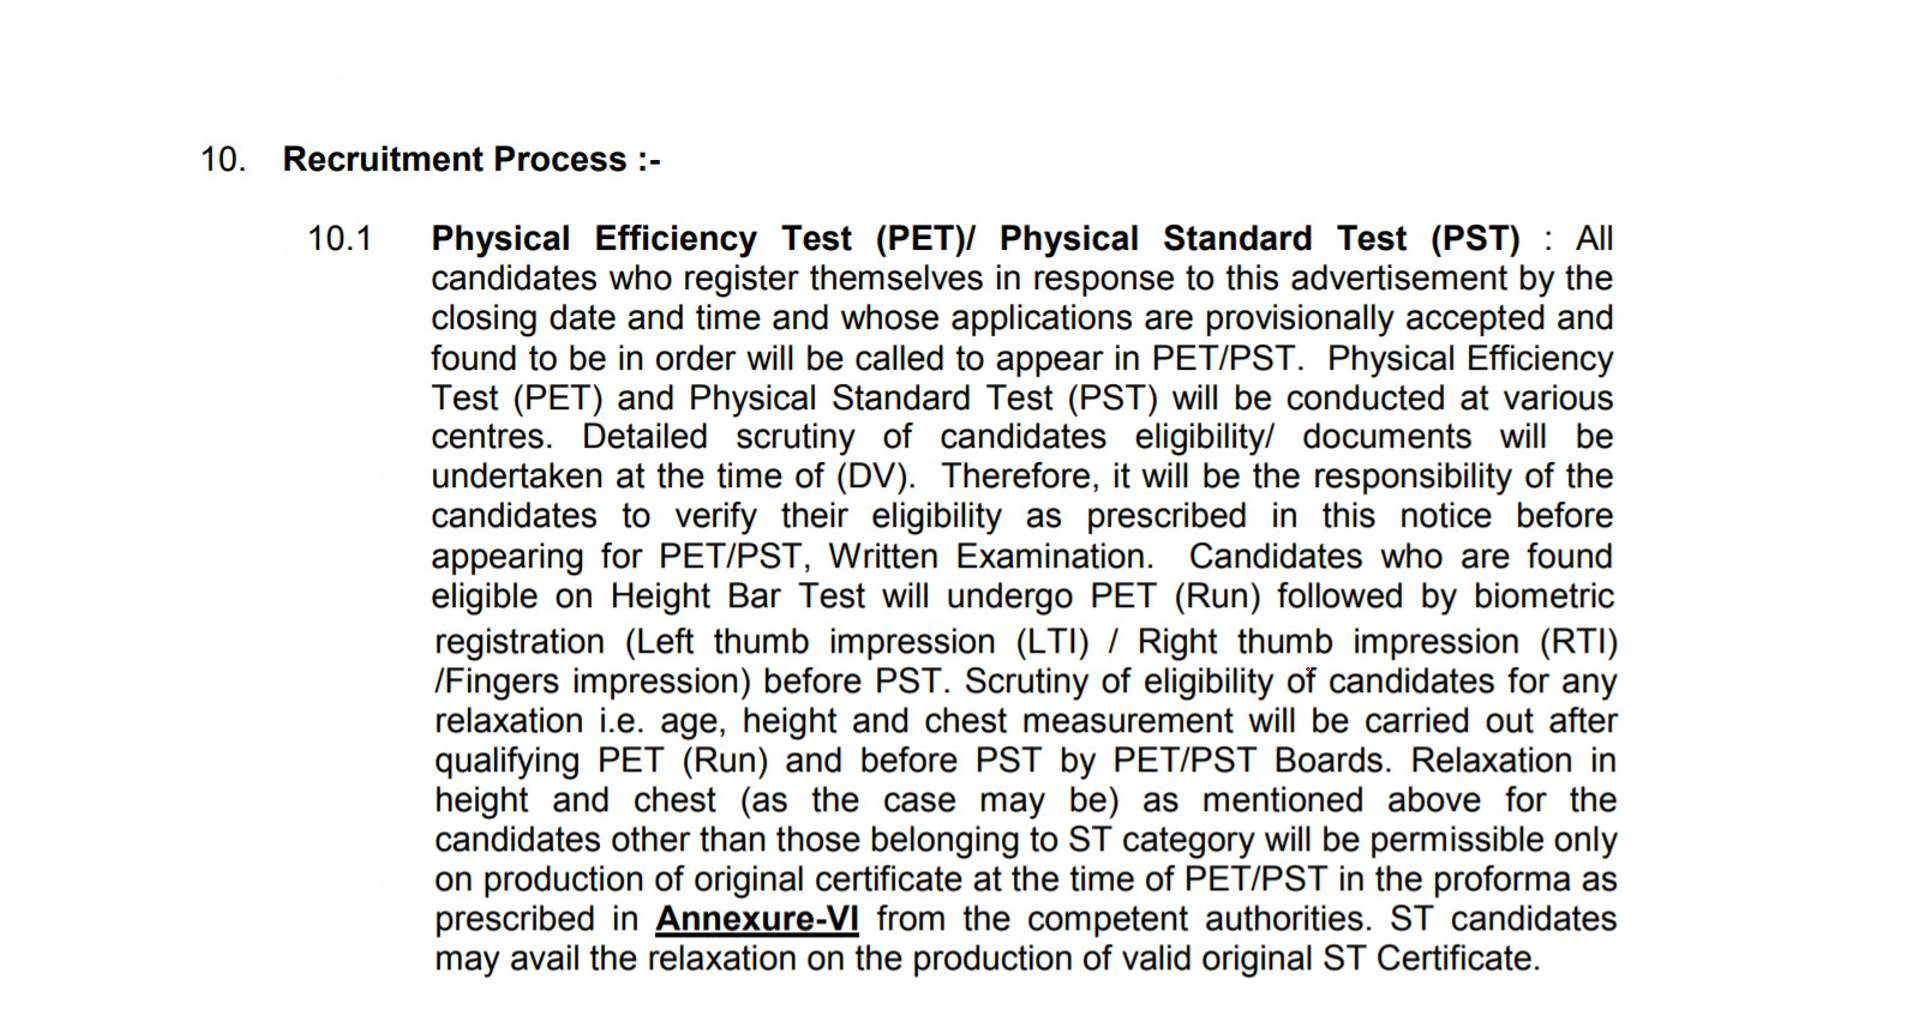 10. Recruitment Process :-
10.1 Physical Efficiency Test (PET)/ Physical Standard Test (PST) : All
candidates who register themselves in response to this advertisement by the
closing date and time and whose applications are provisionally accepted and
found to be in order will be called to appear in PET/PST. Physical Efficiency
Test (PET) and Physical Standard Test (PST) will be conducted at various
centres. Detailed scrutiny of candidates eligibility/ documents will be
undertaken at the time of (DV). Therefore, it will be the responsibility of the
candidates to verify their eligibility as prescribed in this notice before
appearing for PET/PST, Written Examination. Candidates who are found
eligible on Height Bar Test will undergo PET (Run) followed by biometric
registration (Left thumb impression (LTI) / Right thumb impression (RTI)
/Fingers impression) before PST. Scrutiny of eligibility of candidates for any
relaxation i.e. age, height and chest measurement will be carried out after
qualifying PET (Run) and before PST by PET/PST Boards. Relaxation in
height and chest (as the case may be) as mentioned above for the
candidates other than those belonging to ST category will be permissible only
on production of original certificate at the time of PET/PST in the proforma as
prescribed in Annexure-VI from the competent authorities. ST candidates
may avail the relaxation on the production of valid original ST Certificate.